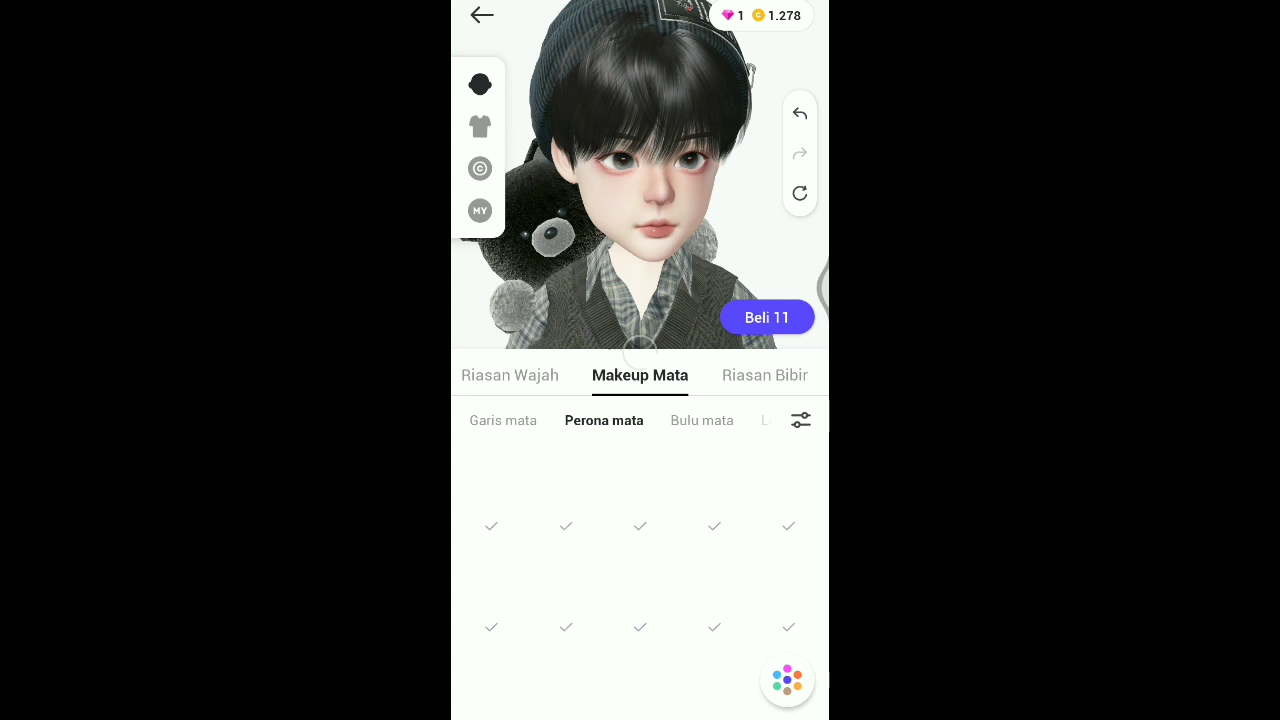 1 C 1.278
C
MY
Beli 11
Riasan Wajah Makeup Mata Riasan Bibir
Garis mata Perona mata Bulu mata